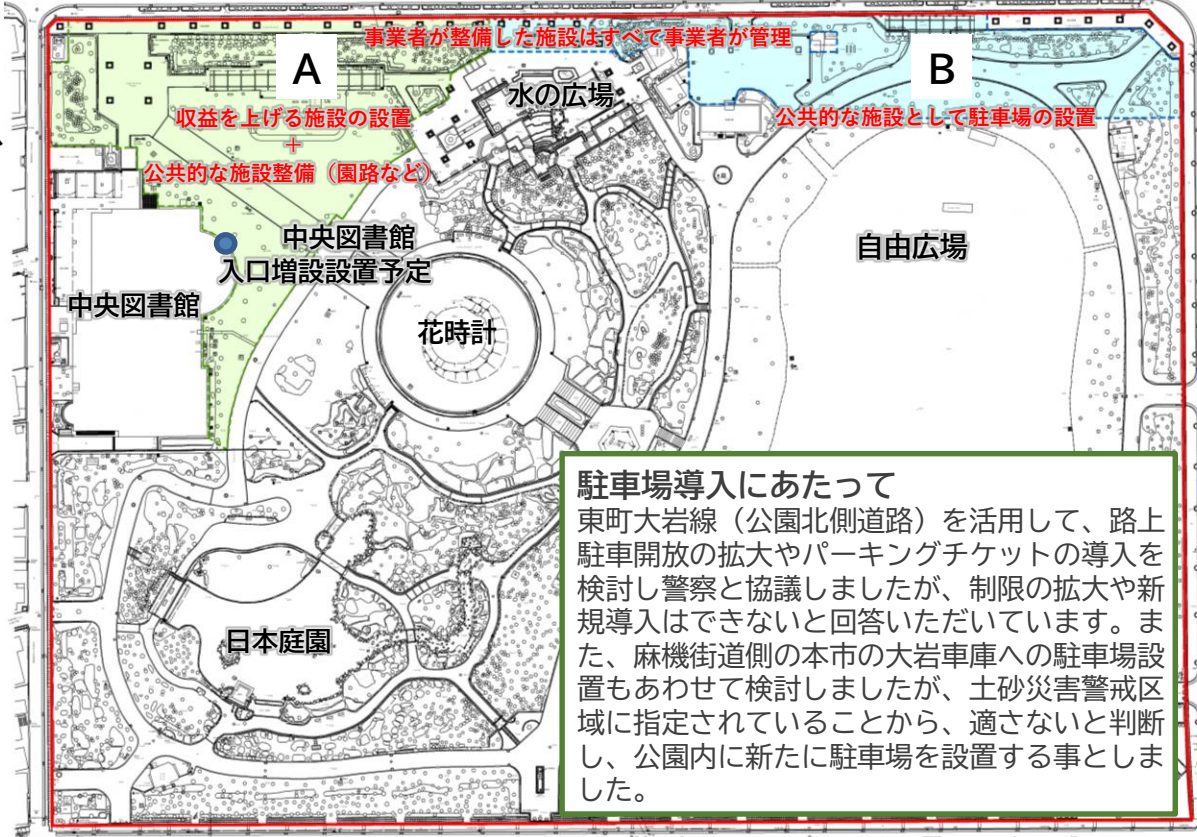 事業者が整備した施設はすべて事業者が管理
A
B
水の広場
収益を上げる施設の設置
+
公共的な施設整備（園路など）
公共的な施設として駐車場の設置
中央図書館
入口増設設置予定
自由広場
中央図書館
花時計
日本庭園
駐車場導入にあたって
東町大岩線（公園北側道路）を活用して、路上
駐車開放の拡大やパーキングチケットの導入を
検討し警察と協議しましたが、制限の拡大や新
規導入はできないと回答いただいています。ま
た、麻機街道側の本市の大岩車庫への駐車場設
置もあわせて検討しましたが、土砂災害警戒区
域に指定されていることから、適さないと判断
し、公園内に新たに駐車場を設置する事としま
した。